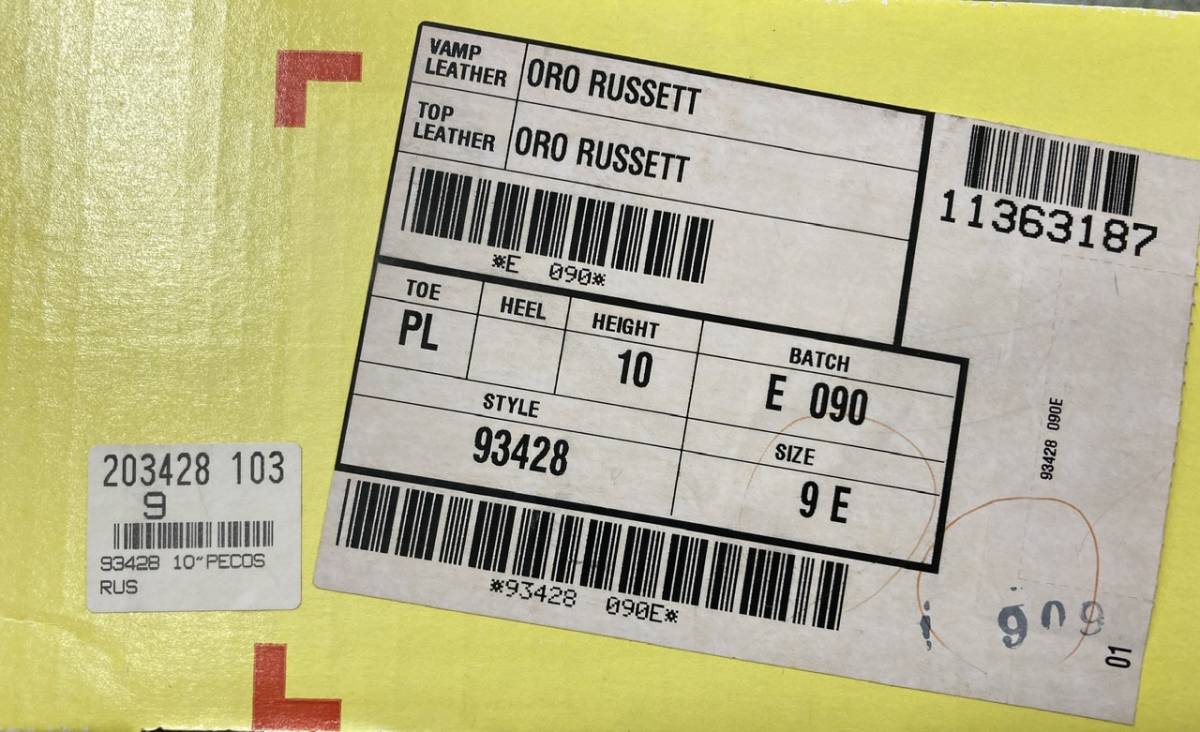 VAMP
LEATHER
ORO RUSSETT
TOP
LEATHER
ORO RUSSETT
*E 090*
11363187
TOE
PL
HEEL
HEIGHT
10
BATCH
E 090
STYLE
93428
SIZE
9 E
*93428 090E*
93428 090E
01
203428 103
9
93428 10" PECOS
RUS